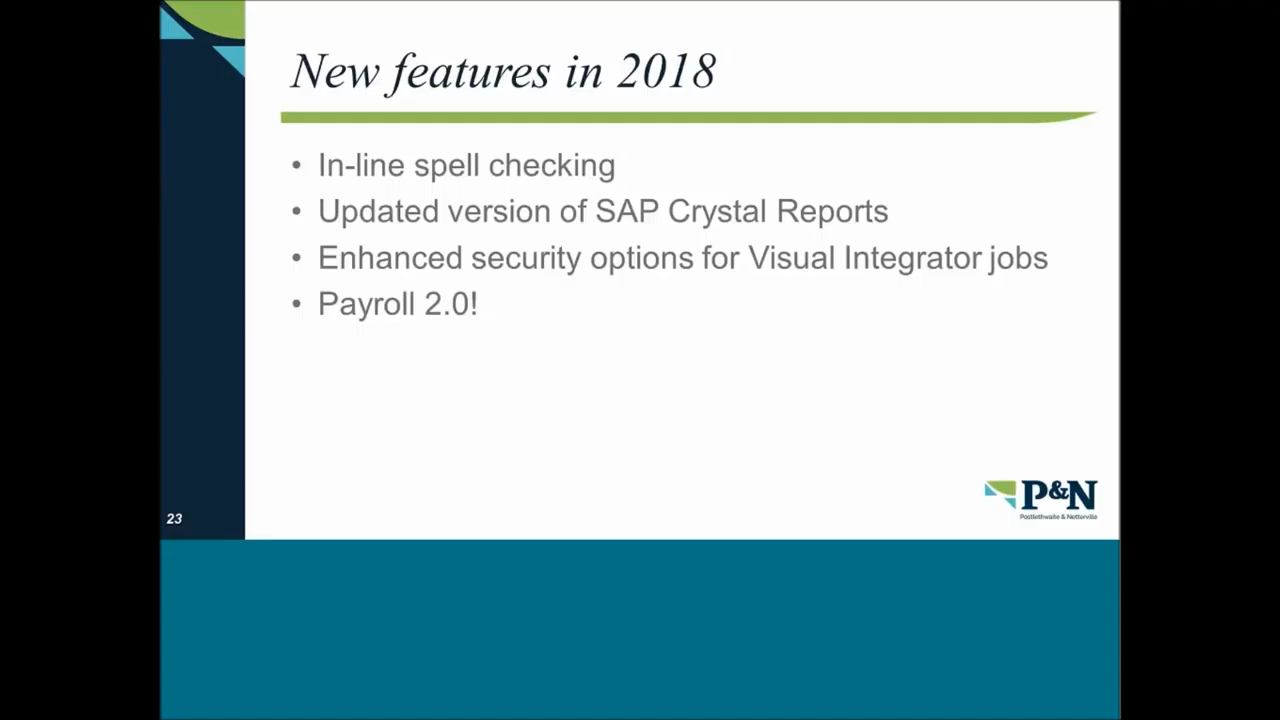 New features in 2018
• In-line spell checking
• Updated version of SAP Crystal Reports
• Enhanced security options for Visual Integrator jobs
• Payroll 2.0!
23
P&N
Postlethwaite & Netterville